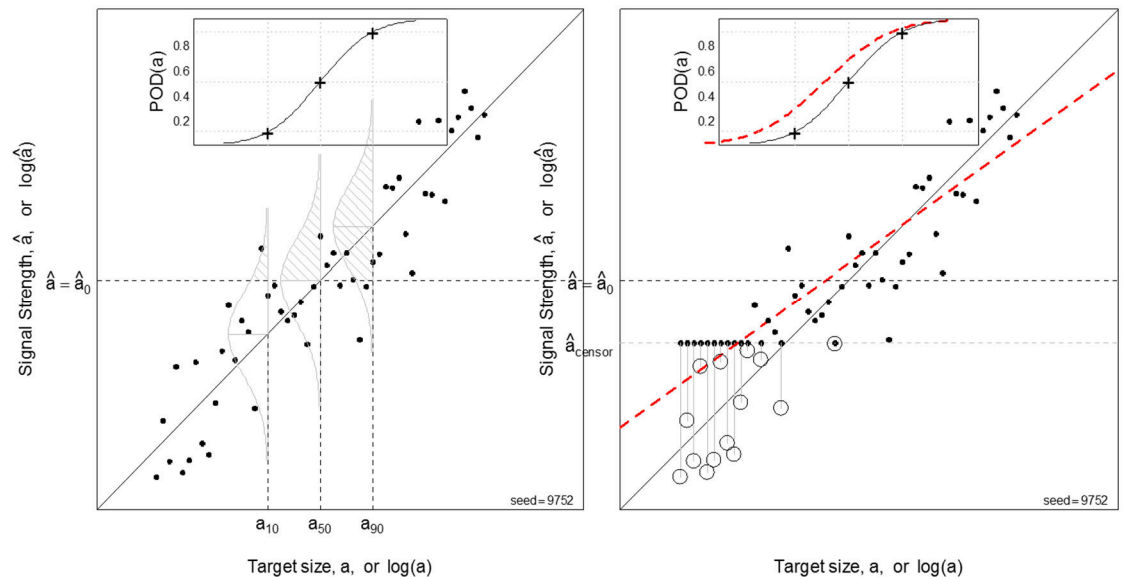 0.8
0.6
0.4
0.2
POD(a)
Signal Strength, â, or log(â)
â = â₀
a₁₀
a₅₀
a₉₀
seed=9752
Target size, a, or log(a)
0.8
0.6
0.4
0.2
POD(a)
Signal Strength, â, or log(â)
â = â₀
â_censor
seed=9752
Target size, a, or log(a)